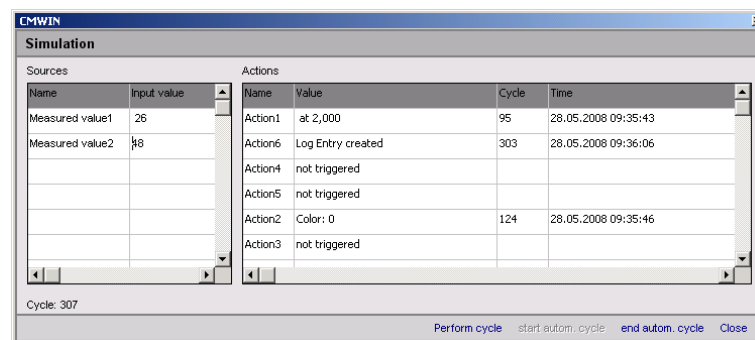 CMWIN
Simulation
Sources
Actions
Name Input value
Measured value1 26
Measured value2 48
Name Value Cycle Time
Action1 at 2,000 95 28.05.2008 09:35:43
Action6 Log Entry created 303 28.05.2008 09:36:06
Action4 not triggered
Action5 not triggered
Action2 Color: 0 124 28.05.2008 09:35:46
Action3 not triggered
Cycle: 307
Perform cycle start autom. cycle end autom. cycle Close